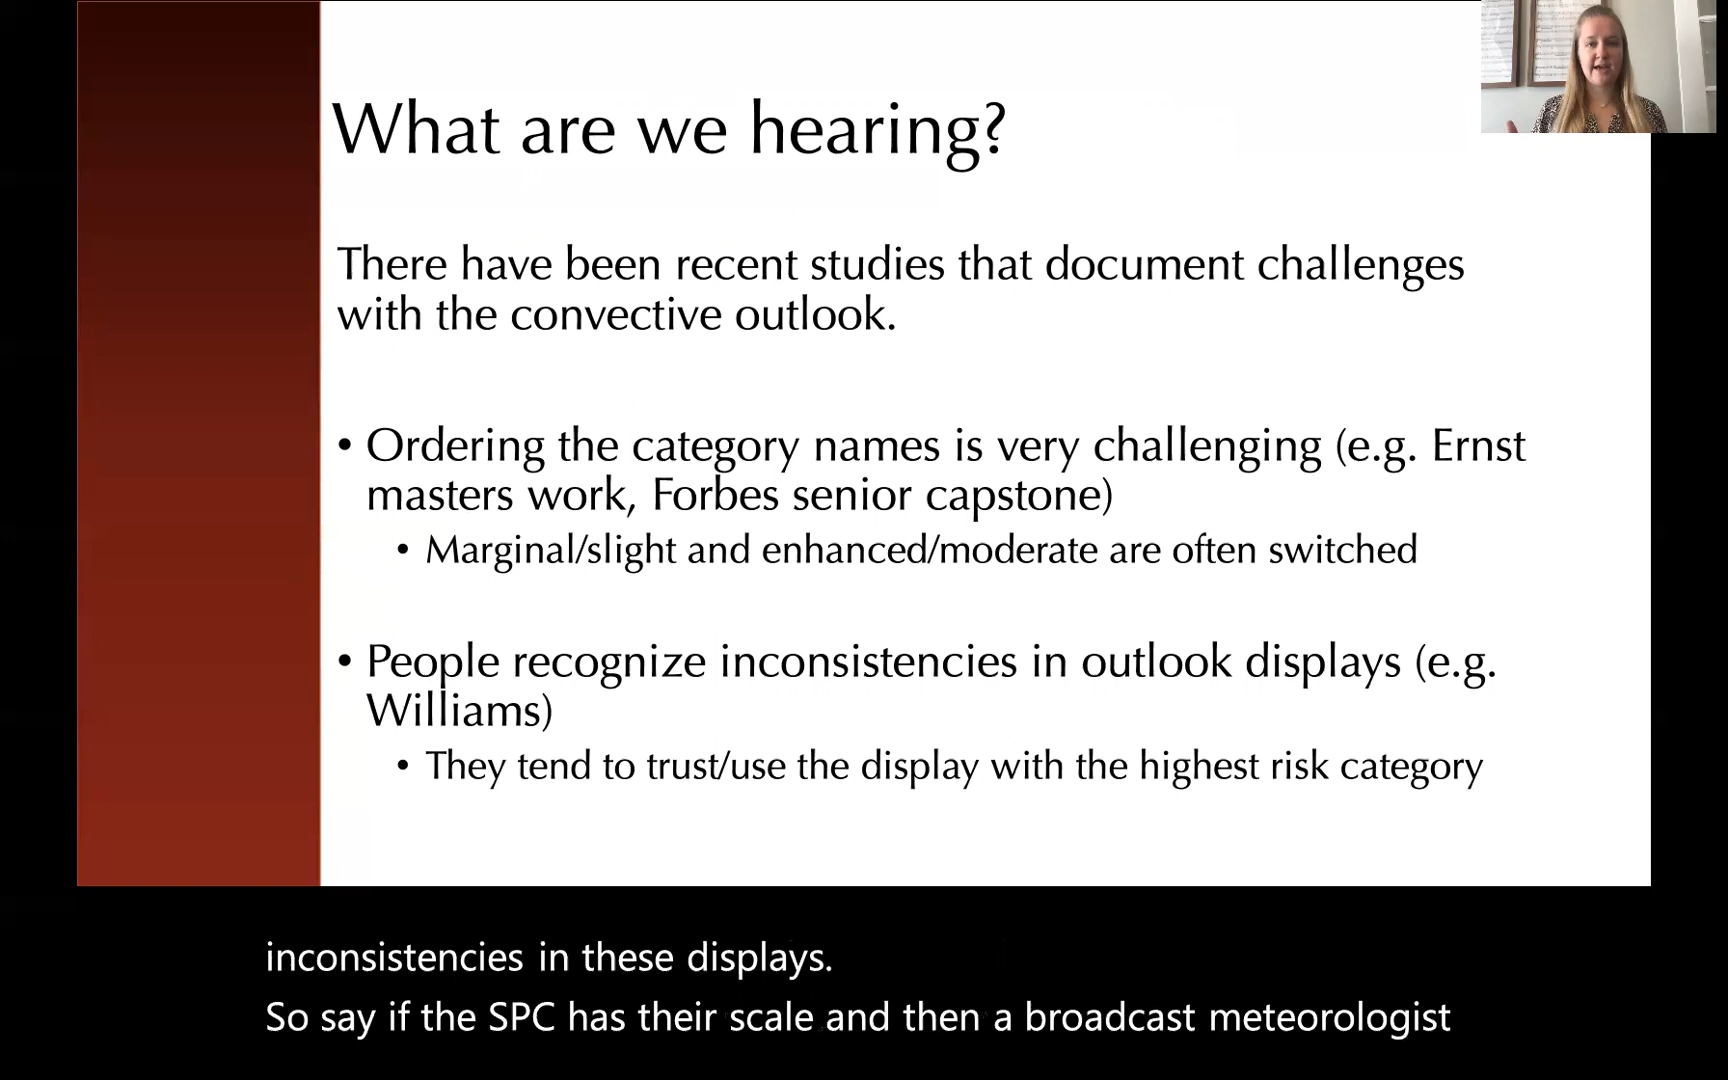 What are we hearing?
There have been recent studies that document challenges
with the convective outlook.
• Ordering the category names is very challenging (e.g. Ernst
masters work, Forbes senior capstone)
• Marginal/slight and enhanced/moderate are often switched
• People recognize inconsistencies in outlook displays (e.g.
Williams)
• They tend to trust/use the display with the highest risk category
inconsistencies in these displays.
So say if the SPC has their scale and then a broadcast meteorologist